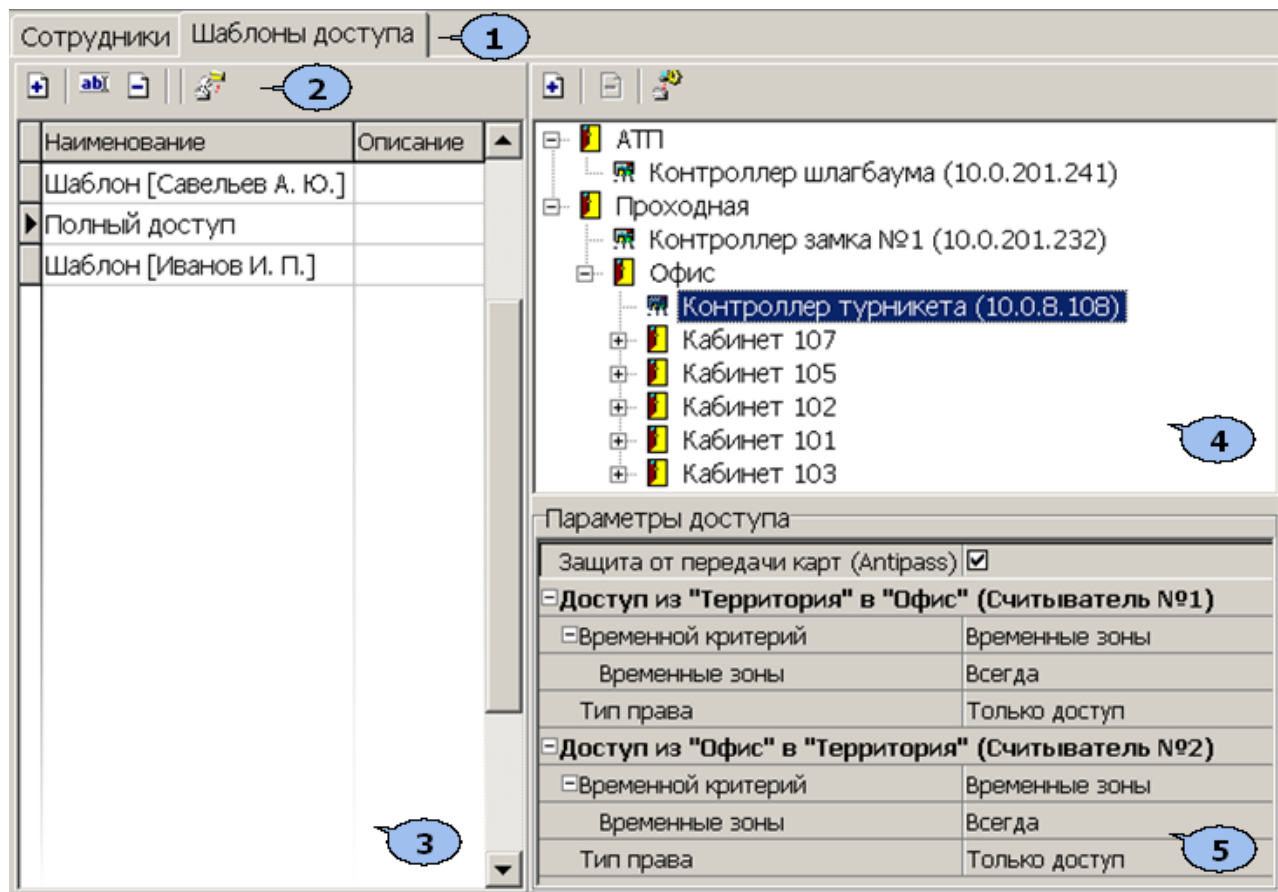 Сотрудники Шаблоны доступа 1
abI 2
Наименование Описание
Шаблон [Савельев А. Ю.]
Полный доступ
Шаблон [Иванов И. П.]
3
АТП
Контроллер шлагбаума (10.0.201.241)
Проходная
Контроллер замка №1 (10.0.201.232)
Офис
Контроллер турникета (10.0.8.108)
Кабинет 107
Кабинет 105
Кабинет 102
Кабинет 101
Кабинет 103
4
Параметры доступа
Защита от передачи карт (Antipass)
Доступ из "Территория" в "Офис" (Считыватель №1)
Временной критерий Временные зоны
Временные зоны Всегда
Тип права Только доступ
Доступ из "Офис" в "Территория" (Считыватель №2)
Временной критерий Временные зоны
Временные зоны Всегда
Тип права Только доступ
5